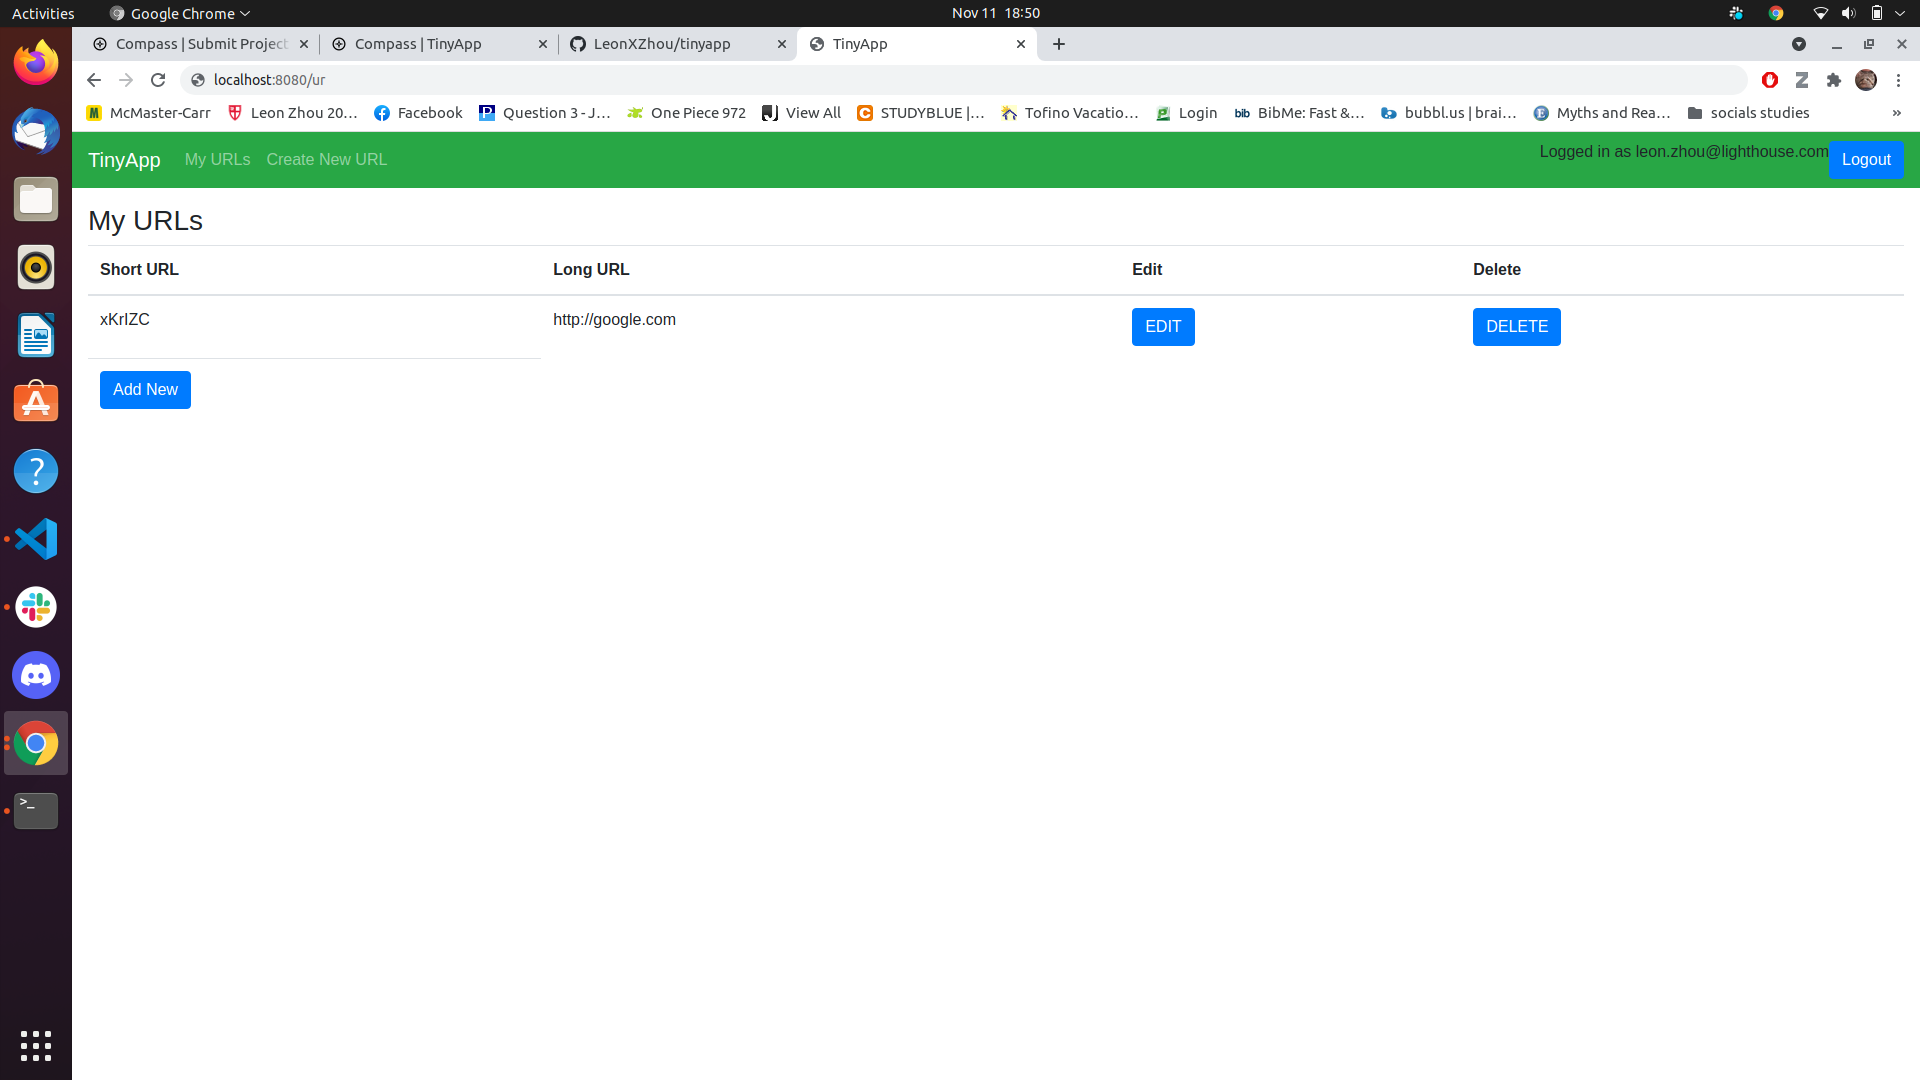 Activities Google Chrome Nov 11 18:50
Compass | Submit Project Compass | TinyApp LeonXZhou/tinyapp TinyApp
localhost:8080/ur
McMaster-Carr Leon Zhou 20... Facebook Question 3 - J... One Piece 972 View All STUDYBLUE |... Tofino Vacatio... Login bib BibMe: Fast &... bubbl.us | brai... Myths and Rea... socials studies »
TinyApp My URLs Create New URL Logged in as leon.zhou@lighthouse.com Logout
My URLs
Short URL Long URL Edit Delete
xKrIZC http://google.com EDIT DELETE
Add New